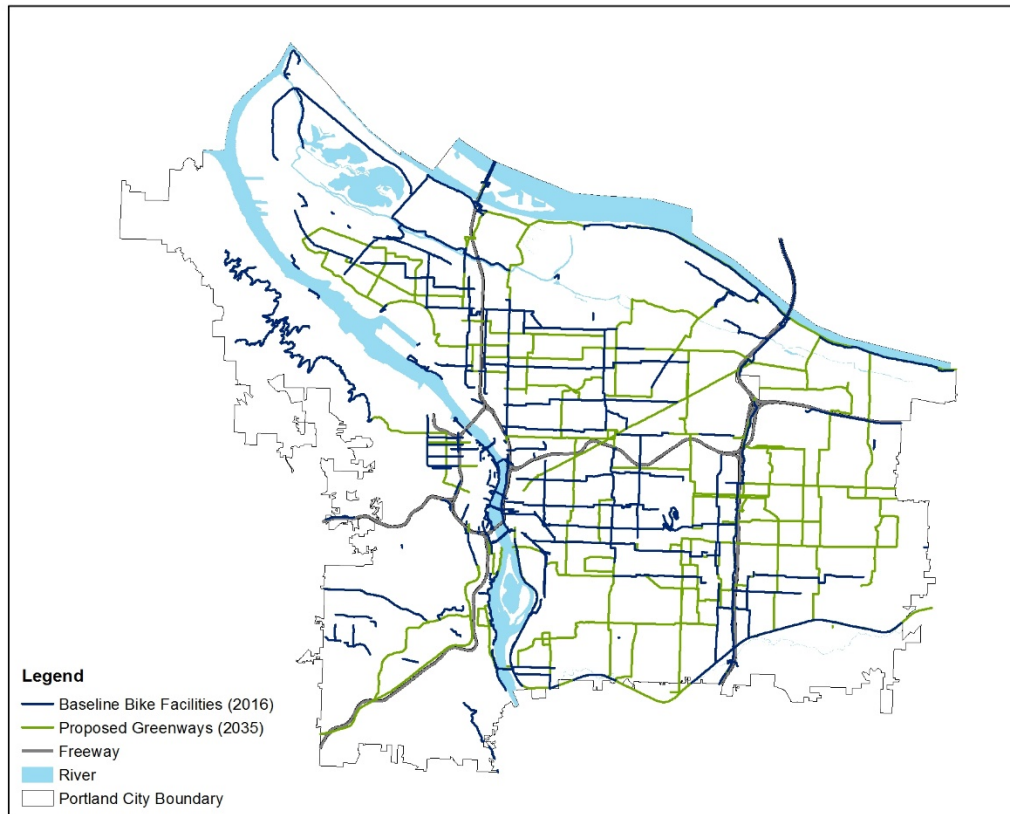 Legend
Baseline Bike Facilities (2016)
Proposed Greenways (2035)
Freeway
River
Portland City Boundary